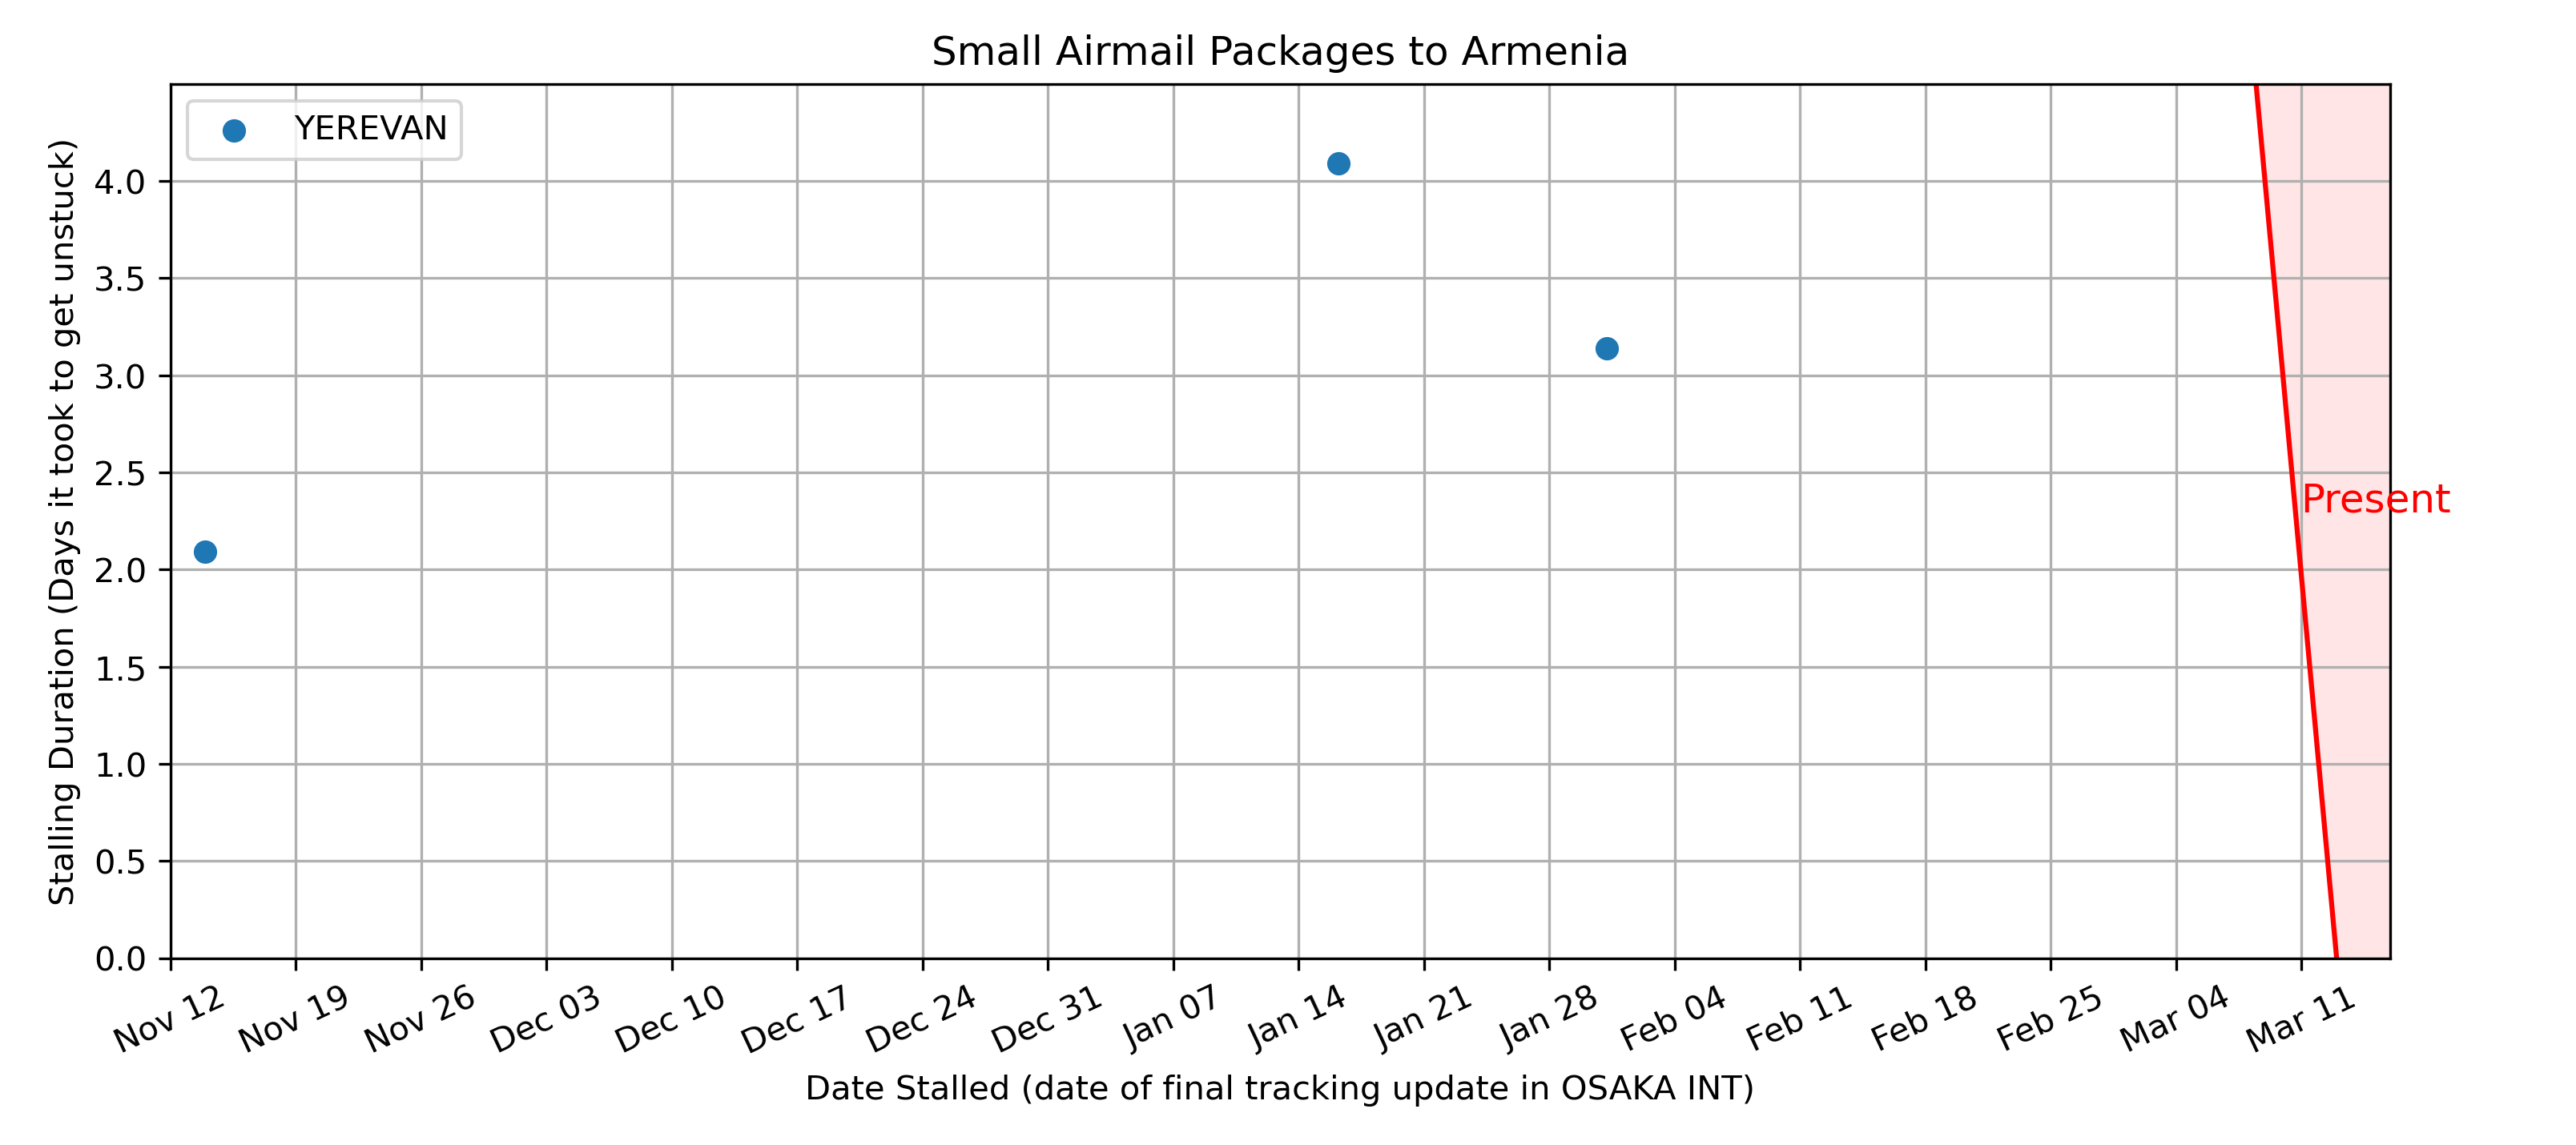 Small Airmail Packages to Armenia
YEREVAN
Stalling Duration (Days it took to get unstuck)
4.0
3.5
3.0
2.5
2.0
1.5
1.0
0.5
0.0
Present
Nov 12
Nov 19
Nov 26
Dec 03
Dec 10
Dec 17
Dec 24
Dec 31
Jan 07
Jan 14
Jan 21
Jan 28
Feb 04
Feb 11
Feb 18
Feb 25
Mar 04
Mar 11
Date Stalled (date of final tracking update in OSAKA INT)